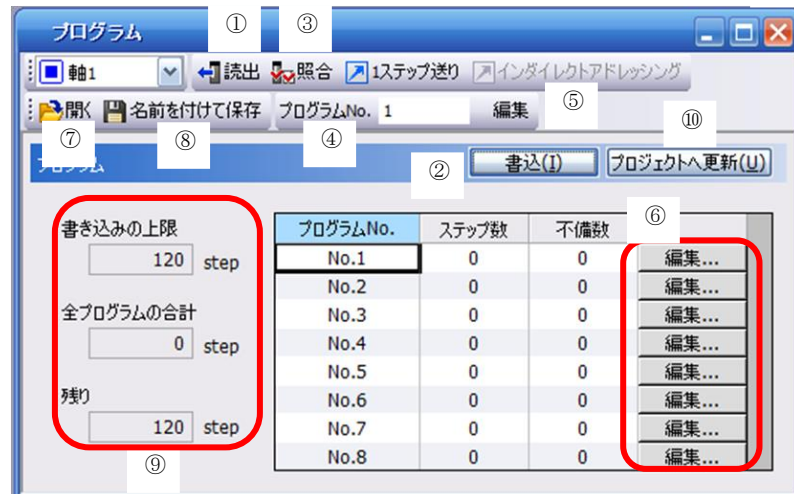 プログラム ① ③
軸1 読出 照合 1ステップ送り インダイレクトアドレッシング
開く 名前を付けて保存 プログラムNo. 1 編集 ⑤
⑦ ⑧ ④ ⑩
プログラム ② 書込(I) プロジェクトへ更新(U)
書き込みの上限
120 step
全プログラムの合計
0 step
残り
120 step
⑨
プログラムNo. ステップ数 不備数 ⑥
No.1 0 0 編集...
No.2 0 0 編集...
No.3 0 0 編集...
No.4 0 0 編集...
No.5 0 0 編集...
No.6 0 0 編集...
No.7 0 0 編集...
No.8 0 0 編集...